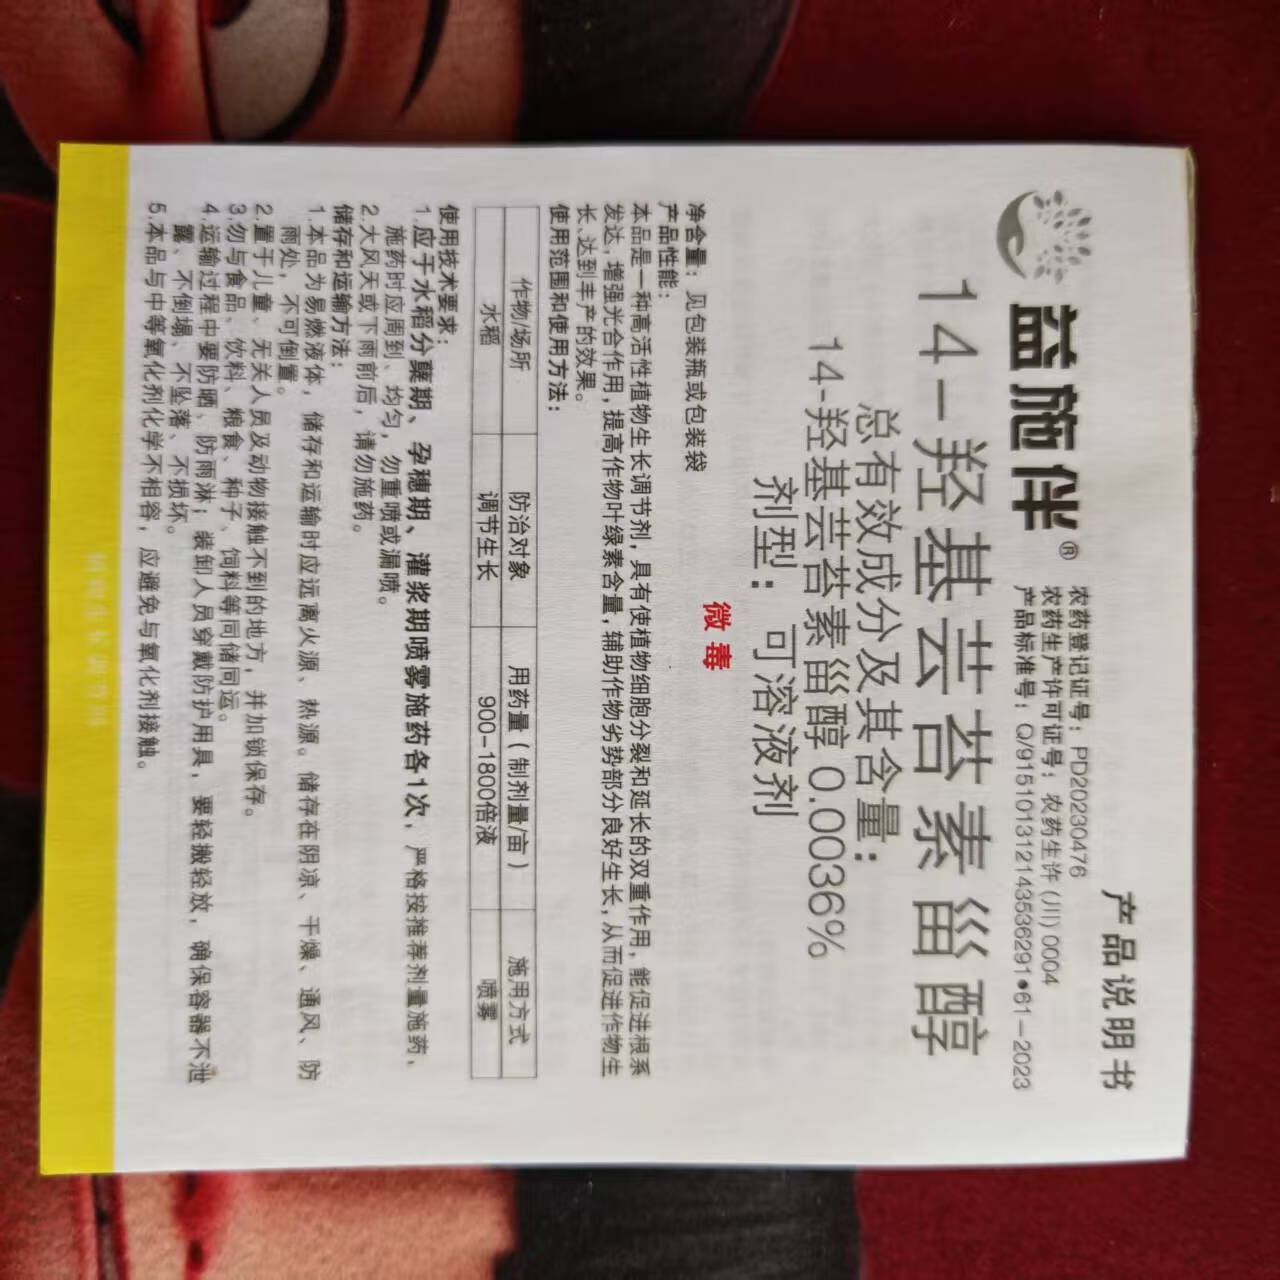 产品说明书
益施伴®
农药登记证号：PD20230476
农药生产许可证号：农药生许（川）0004
产品标准号：Q/915101312143536291•61-2023
14-羟基芸苔素甾醇
总有效成分及其含量：
14-羟基芸苔素甾醇 0.0036%
剂型：可溶液剂
微毒
净含量：见包装瓶或包装袋
产品性能：
本品是一种高活性植物生长调节剂，具有使植物细胞分裂和延长的双重作用，能促进根系
发达，增强光合作用，提高作物叶绿素含量，辅助作物劣势部分良好生长，从而促进作物生
长、达到丰产的效果。
使用范围和使用方法：
作物/场所 防治对象 用药量（制剂量/亩） 施用方式
水稻 调节生长 900-1800倍液 喷雾
使用技术要求：
1.应于水稻分蘖期、孕穗期、灌浆期喷雾施药各1次，严格按推荐剂量施药，
施药时应周到、均匀，勿重喷或漏喷。
2.大风天或下雨前后，请勿施药。
储存和运输方法：
1.本品为易燃液体，储存和运输时应远离火源、热源。储存在阴凉、干燥、通风、防
雨处，不可倒置。
2.置于儿童、无关人员及动物接触不到的地方，并加锁保存。
3.勿与食品、饮料、粮食、种子、饲料等同储同运。
4.运输过程中要防晒、防雨淋；装卸人员穿戴防护用具，要轻搬轻放，确保容器不泄
露、不倒塌、不坠落、不损坏。
5.本品与中等氧化剂化学不相容，应避免与氧化剂接触。
植物生长调节剂